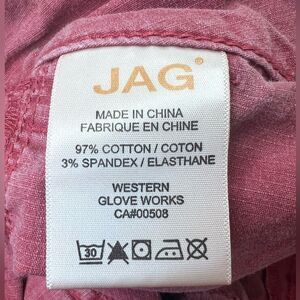 JAG®
MADE IN CHINA
FABRIQUE EN CHINE
97% COTTON / COTON
3% SPANDEX / ELASTHANE
WESTERN
GLOVE WORKS
CA#00508
30